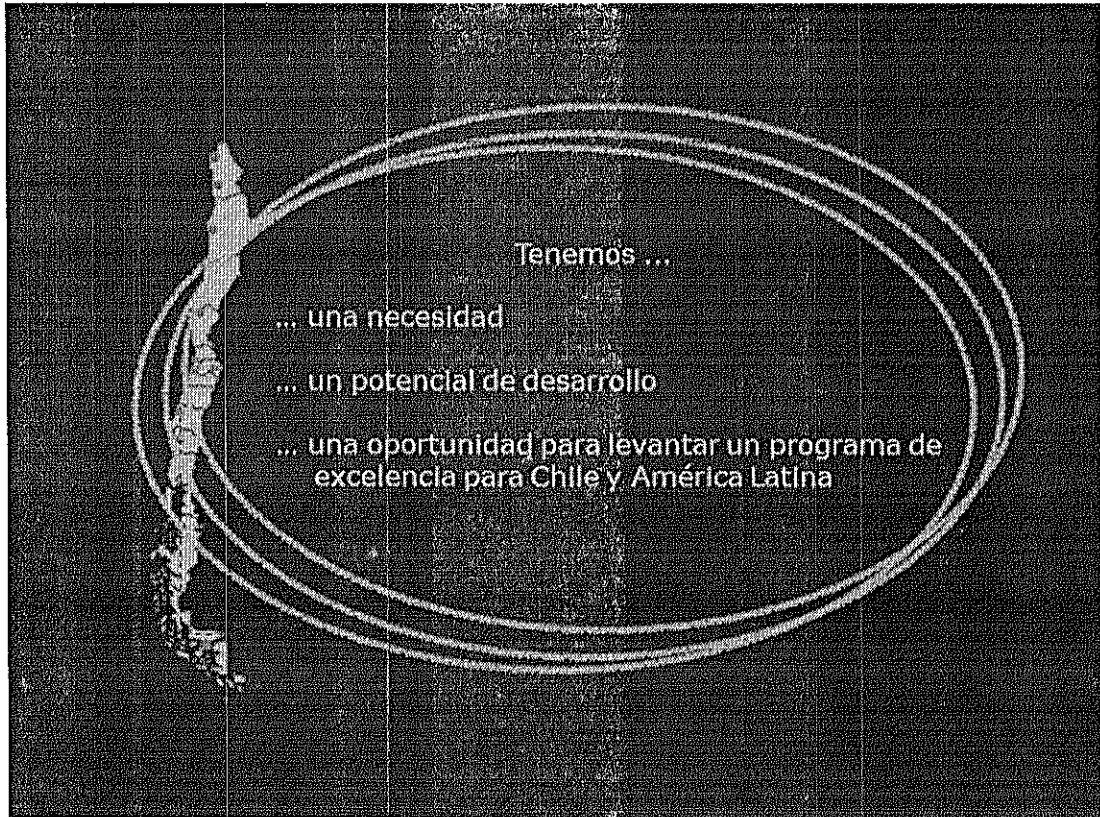 Tenemos ...
... una necesidad
... un potencial de desarrollo
... una oportunidad para levantar un programa de
excelencia para Chile y América Latina